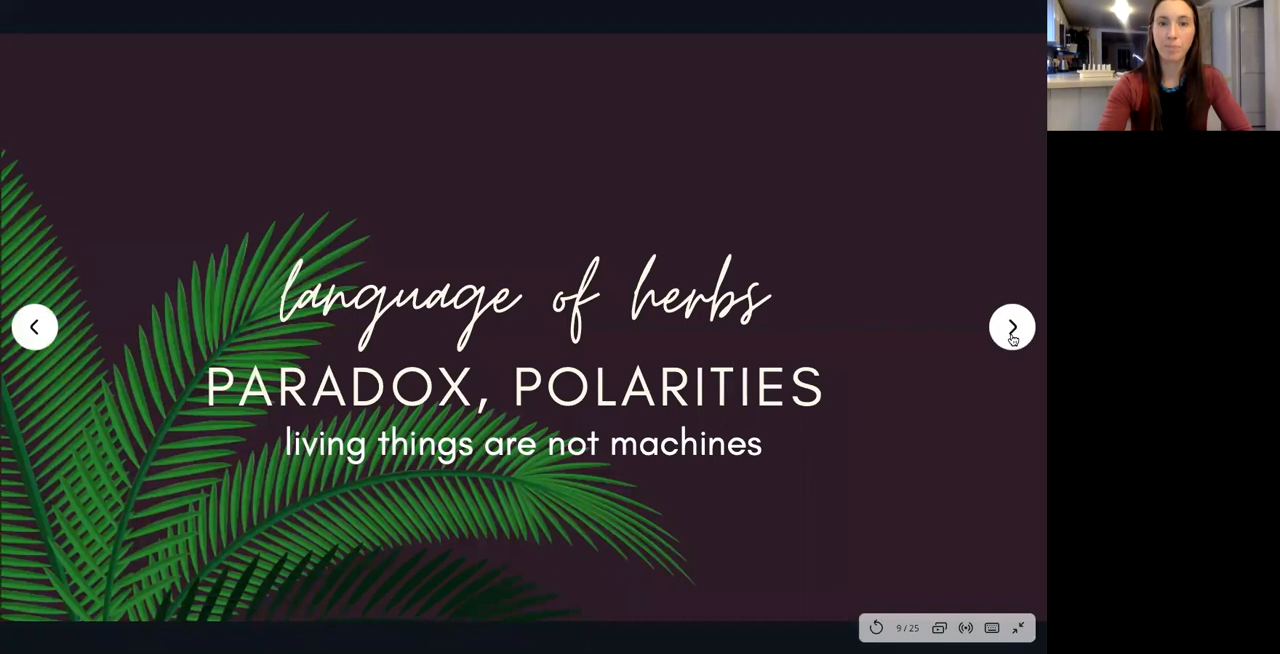 language of herbs
PARADOX, POLARITIES
living things are not machines
9 / 25